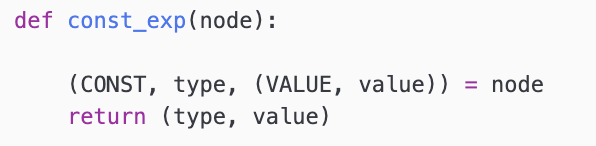 def const_exp(node):
(CONST, type, (VALUE, value)) = node
return (type, value)